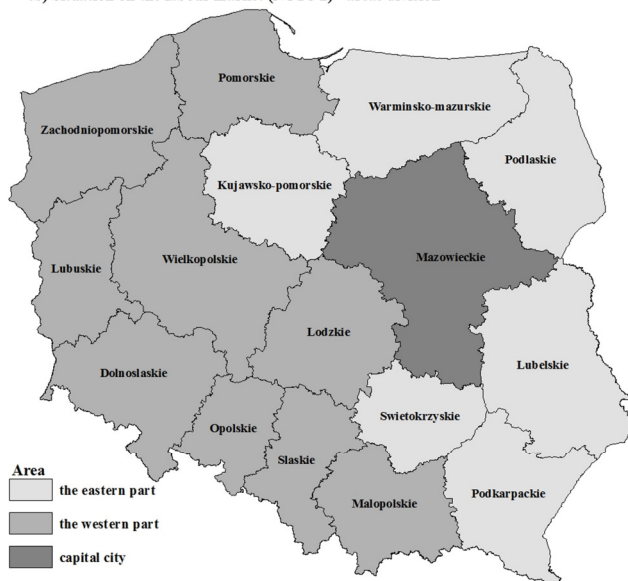 Pomorskie
Warminsko-mazurskie
Zachodniopomorskie
Podlaskie
Kujawsko-pomorskie
Mazowieckie
Wielkopolskie
Lubuskie
Lodzkie
Lubelskie
Dolnoslaskie
Swietokrzyskie
Opolskie
Slaskie
Podkarpackie
Malopolskie
Area
the eastern part
the western part
capital city